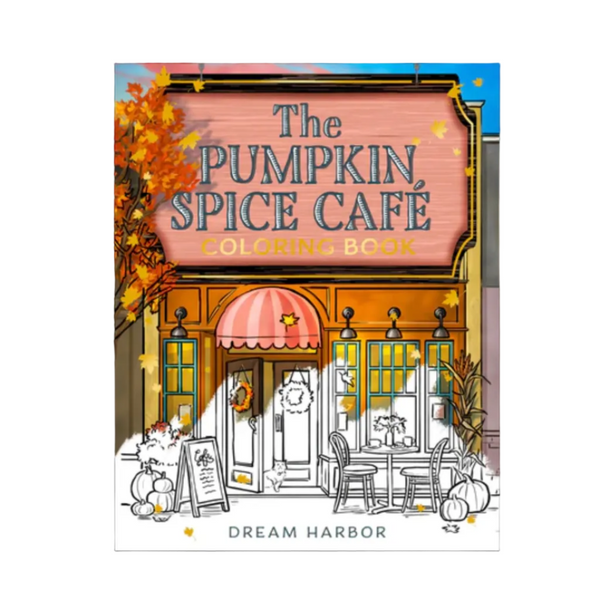 The
PUMPKIN
SPICE CAFÉ
COLORING BOOK
DREAM HARBOR